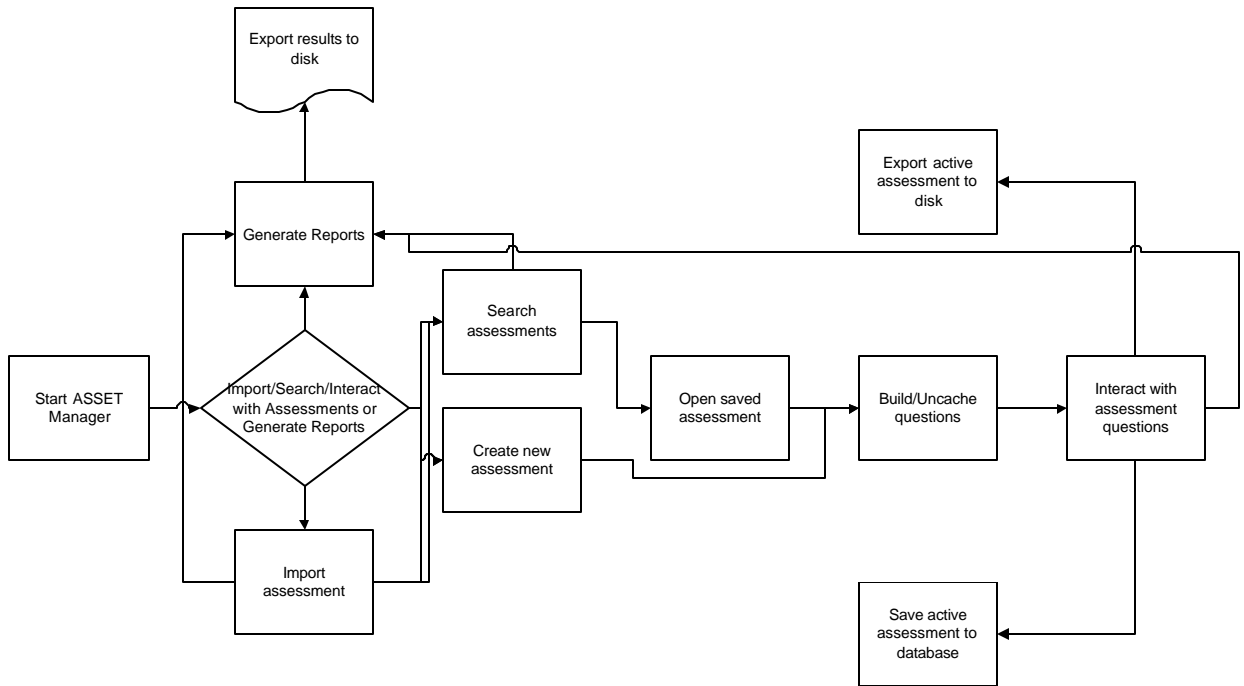 Export results to
disk
Export active
assessment to
disk
Generate Reports
Search
assessments
Start ASSET
Manager
Import/Search/Interact
with Assessments or
Generate Reports
Open saved
assessment
Build/Uncache
questions
Interact with
assessment
questions
Create new
assessment
Import
assessment
Save active
assessment to
database